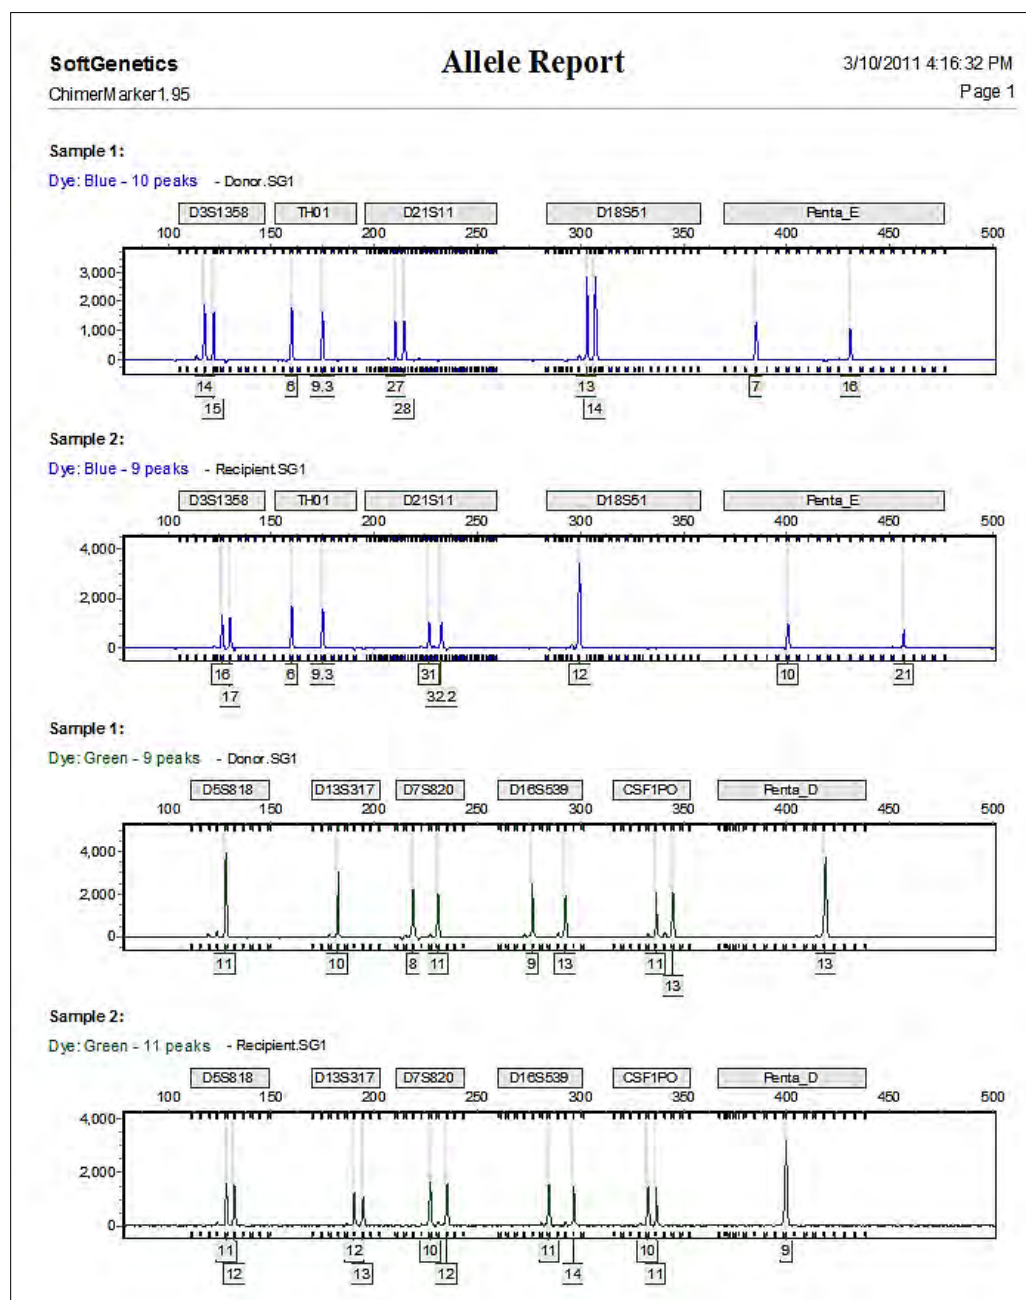 SoftGenetics Allele Report 3/10/2011 4:16:32 PM
ChimerMarker1.95 Page 1
Sample 1:
Dye: Blue - 10 peaks - Donor.SG1
D3S1358 TH01 D21S11 D18S51 Penta_E
100 150 200 250 300 350 400 450 500
3,000
2,000
1,000
0
14 6 9.3 27 13 7 16
15 28 14
Sample 2:
Dye: Blue - 9 peaks - Recipient.SG1
D3S1358 TH01 D21S11 D18S51 Penta_E
100 150 200 250 300 350 400 450 500
4,000
2,000
0
16 6 9.3 31 12 10 21
17 32.2
Sample 1:
Dye: Green - 9 peaks - Donor.SG1
D5S818 D13S317 D7S820 D16S539 CSF1PO Penta_D
100 150 200 250 300 350 400 450 500
4,000
2,000
0
11 10 8 11 9 13 11 13
13
Sample 2:
Dye: Green - 11 peaks - Recipient.SG1
D5S818 D13S317 D7S820 D16S539 CSF1PO Penta_D
100 150 200 250 300 350 400 450 500
4,000
2,000
0
11 12 10 11 10 9
12 13 12 14 11